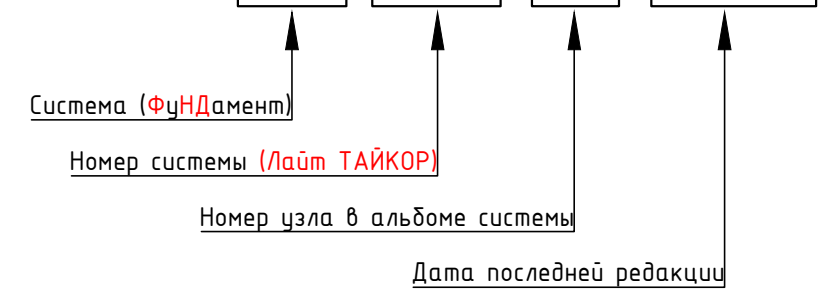 Система (ФуНДамент)
Номер системы (Лайт ТАЙКОР)
Номер узла в альбоме системы
Дата последней редакции